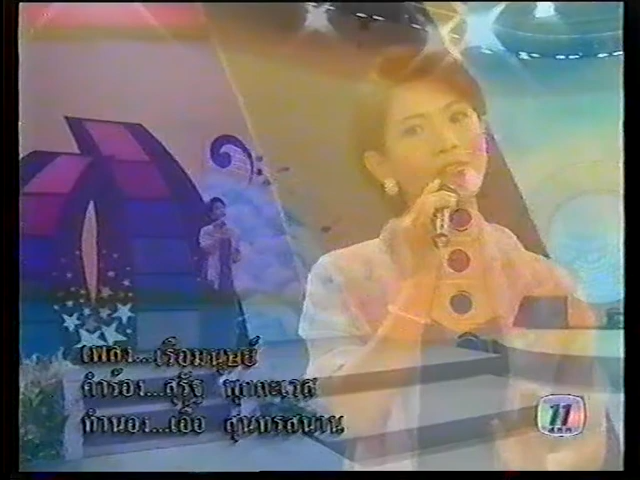 เพลง...เรือมนุษย์
คำร้อง...สุรัฐ พุกกะเวส
ทำนอง...เอื้อ สุนทรสนาน
11